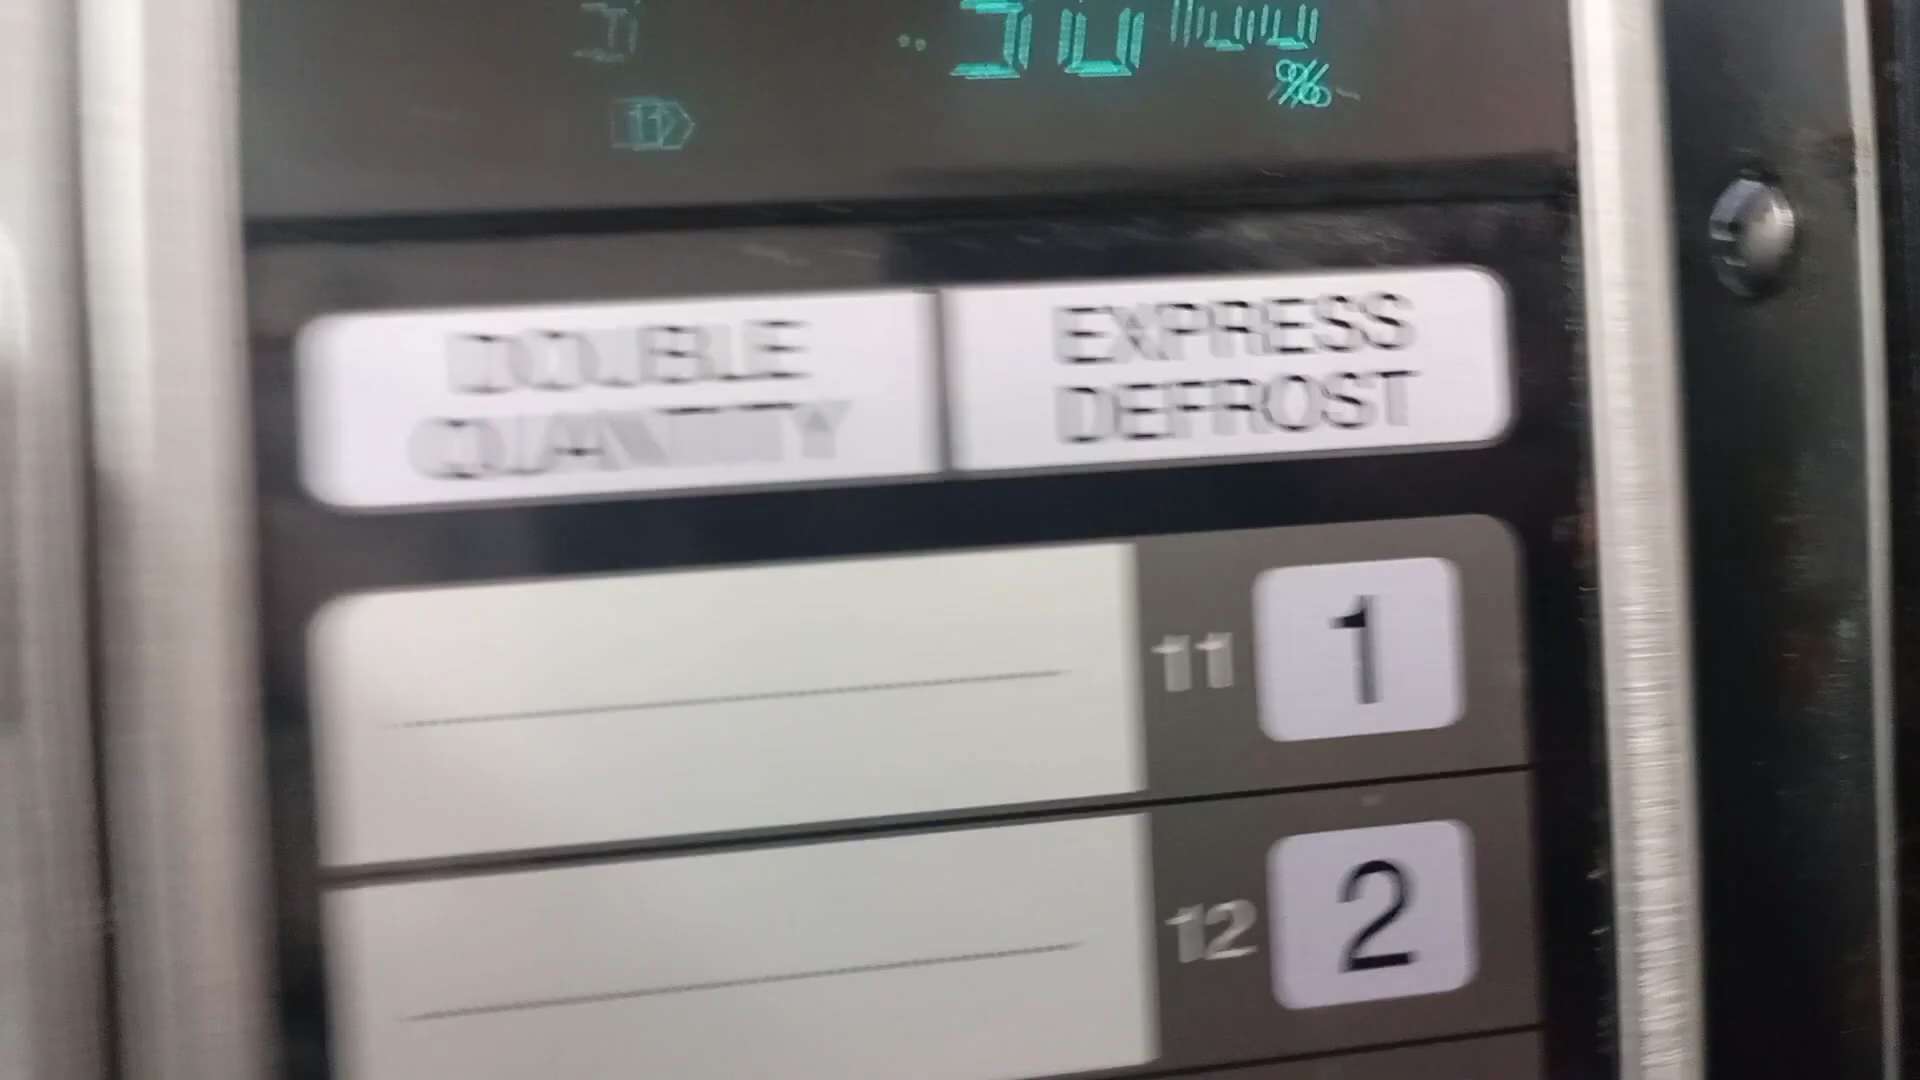 %
DOUBLE
QUANTITY
EXPRESS
DEFROST
11 1
12 2